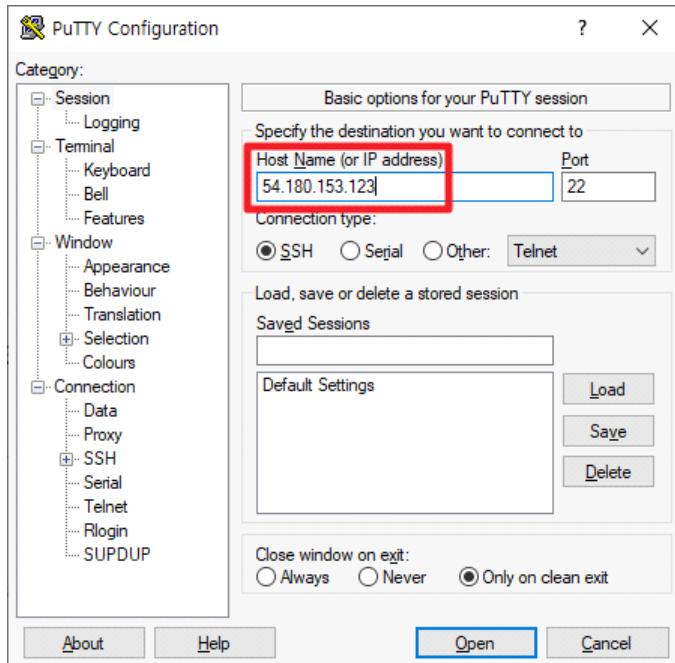 PuTTY Configuration
?
Category:
Session
Logging
Terminal
Keyboard
Bell
Features
Window
Appearance
Behaviour
Translation
Selection
Colours
Connection
Data
Proxy
SSH
Serial
Telnet
Rlogin
SUPDUP
Basic options for your PuTTY session
Specify the destination you want to connect to
Host Name (or IP address) Port
54.180.153.123 22
Connection type:
SSH Serial Other: Telnet
Load, save or delete a stored session
Saved Sessions
Default Settings
Load
Save
Delete
Close window on exit:
Always Never Only on clean exit
About Help Open Cancel